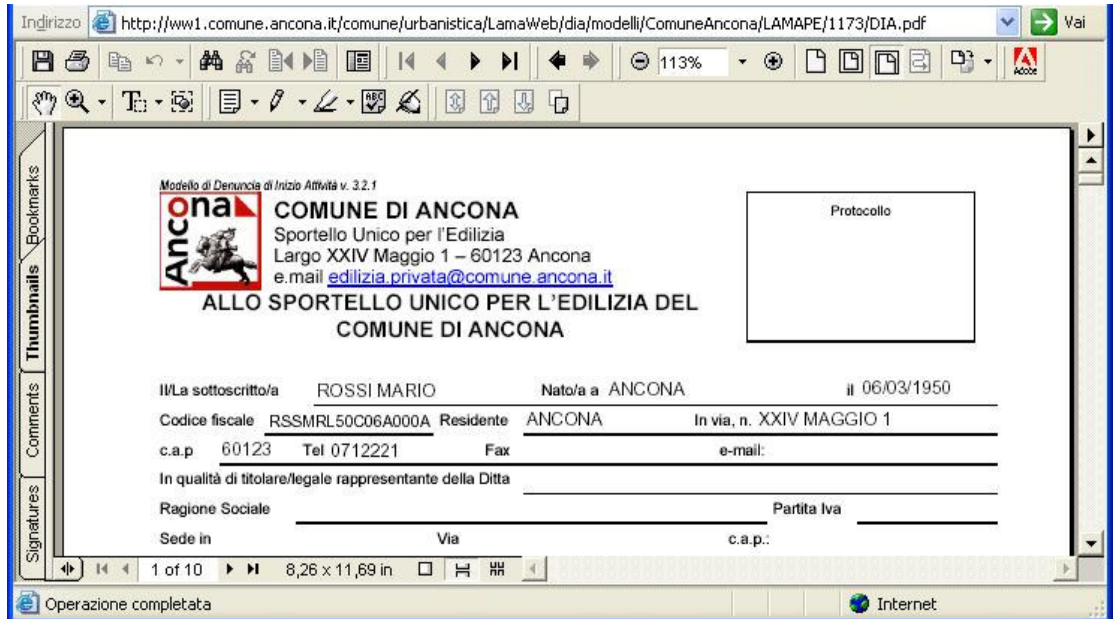 Indirizzo http://ww1.comune.ancona.it/comune/urbanistica/LamaWeb/dia/modelli/ComuneAncona/LAMAPE/1173/DIA.pdf Vai
113% Adobe
ABC
Bookmarks
Thumbnails
Comments
Signatures
Modello di Denuncia di Inizio Attività v. 3.2.1
Ancona
COMUNE DI ANCONA
Sportello Unico per l'Edilizia
Largo XXIV Maggio 1 – 60123 Ancona
e.mail edilizia.privata@comune.ancona.it
Protocollo
ALLO SPORTELLO UNICO PER L'EDILIZIA DEL
COMUNE DI ANCONA
Il/La sottoscritto/a ROSSI MARIO Nato/a a ANCONA il 06/03/1950
Codice fiscale RSSMRL50C06A000A Residente ANCONA In via, n. XXIV MAGGIO 1
c.a.p 60123 Tel 0712221 Fax e-mail:
In qualità di titolare/legale rappresentante della Ditta
Ragione Sociale Partita Iva
Sede in Via c.a.p.:
1 of 10 8,26 x 11,69 in
Operazione completata Internet